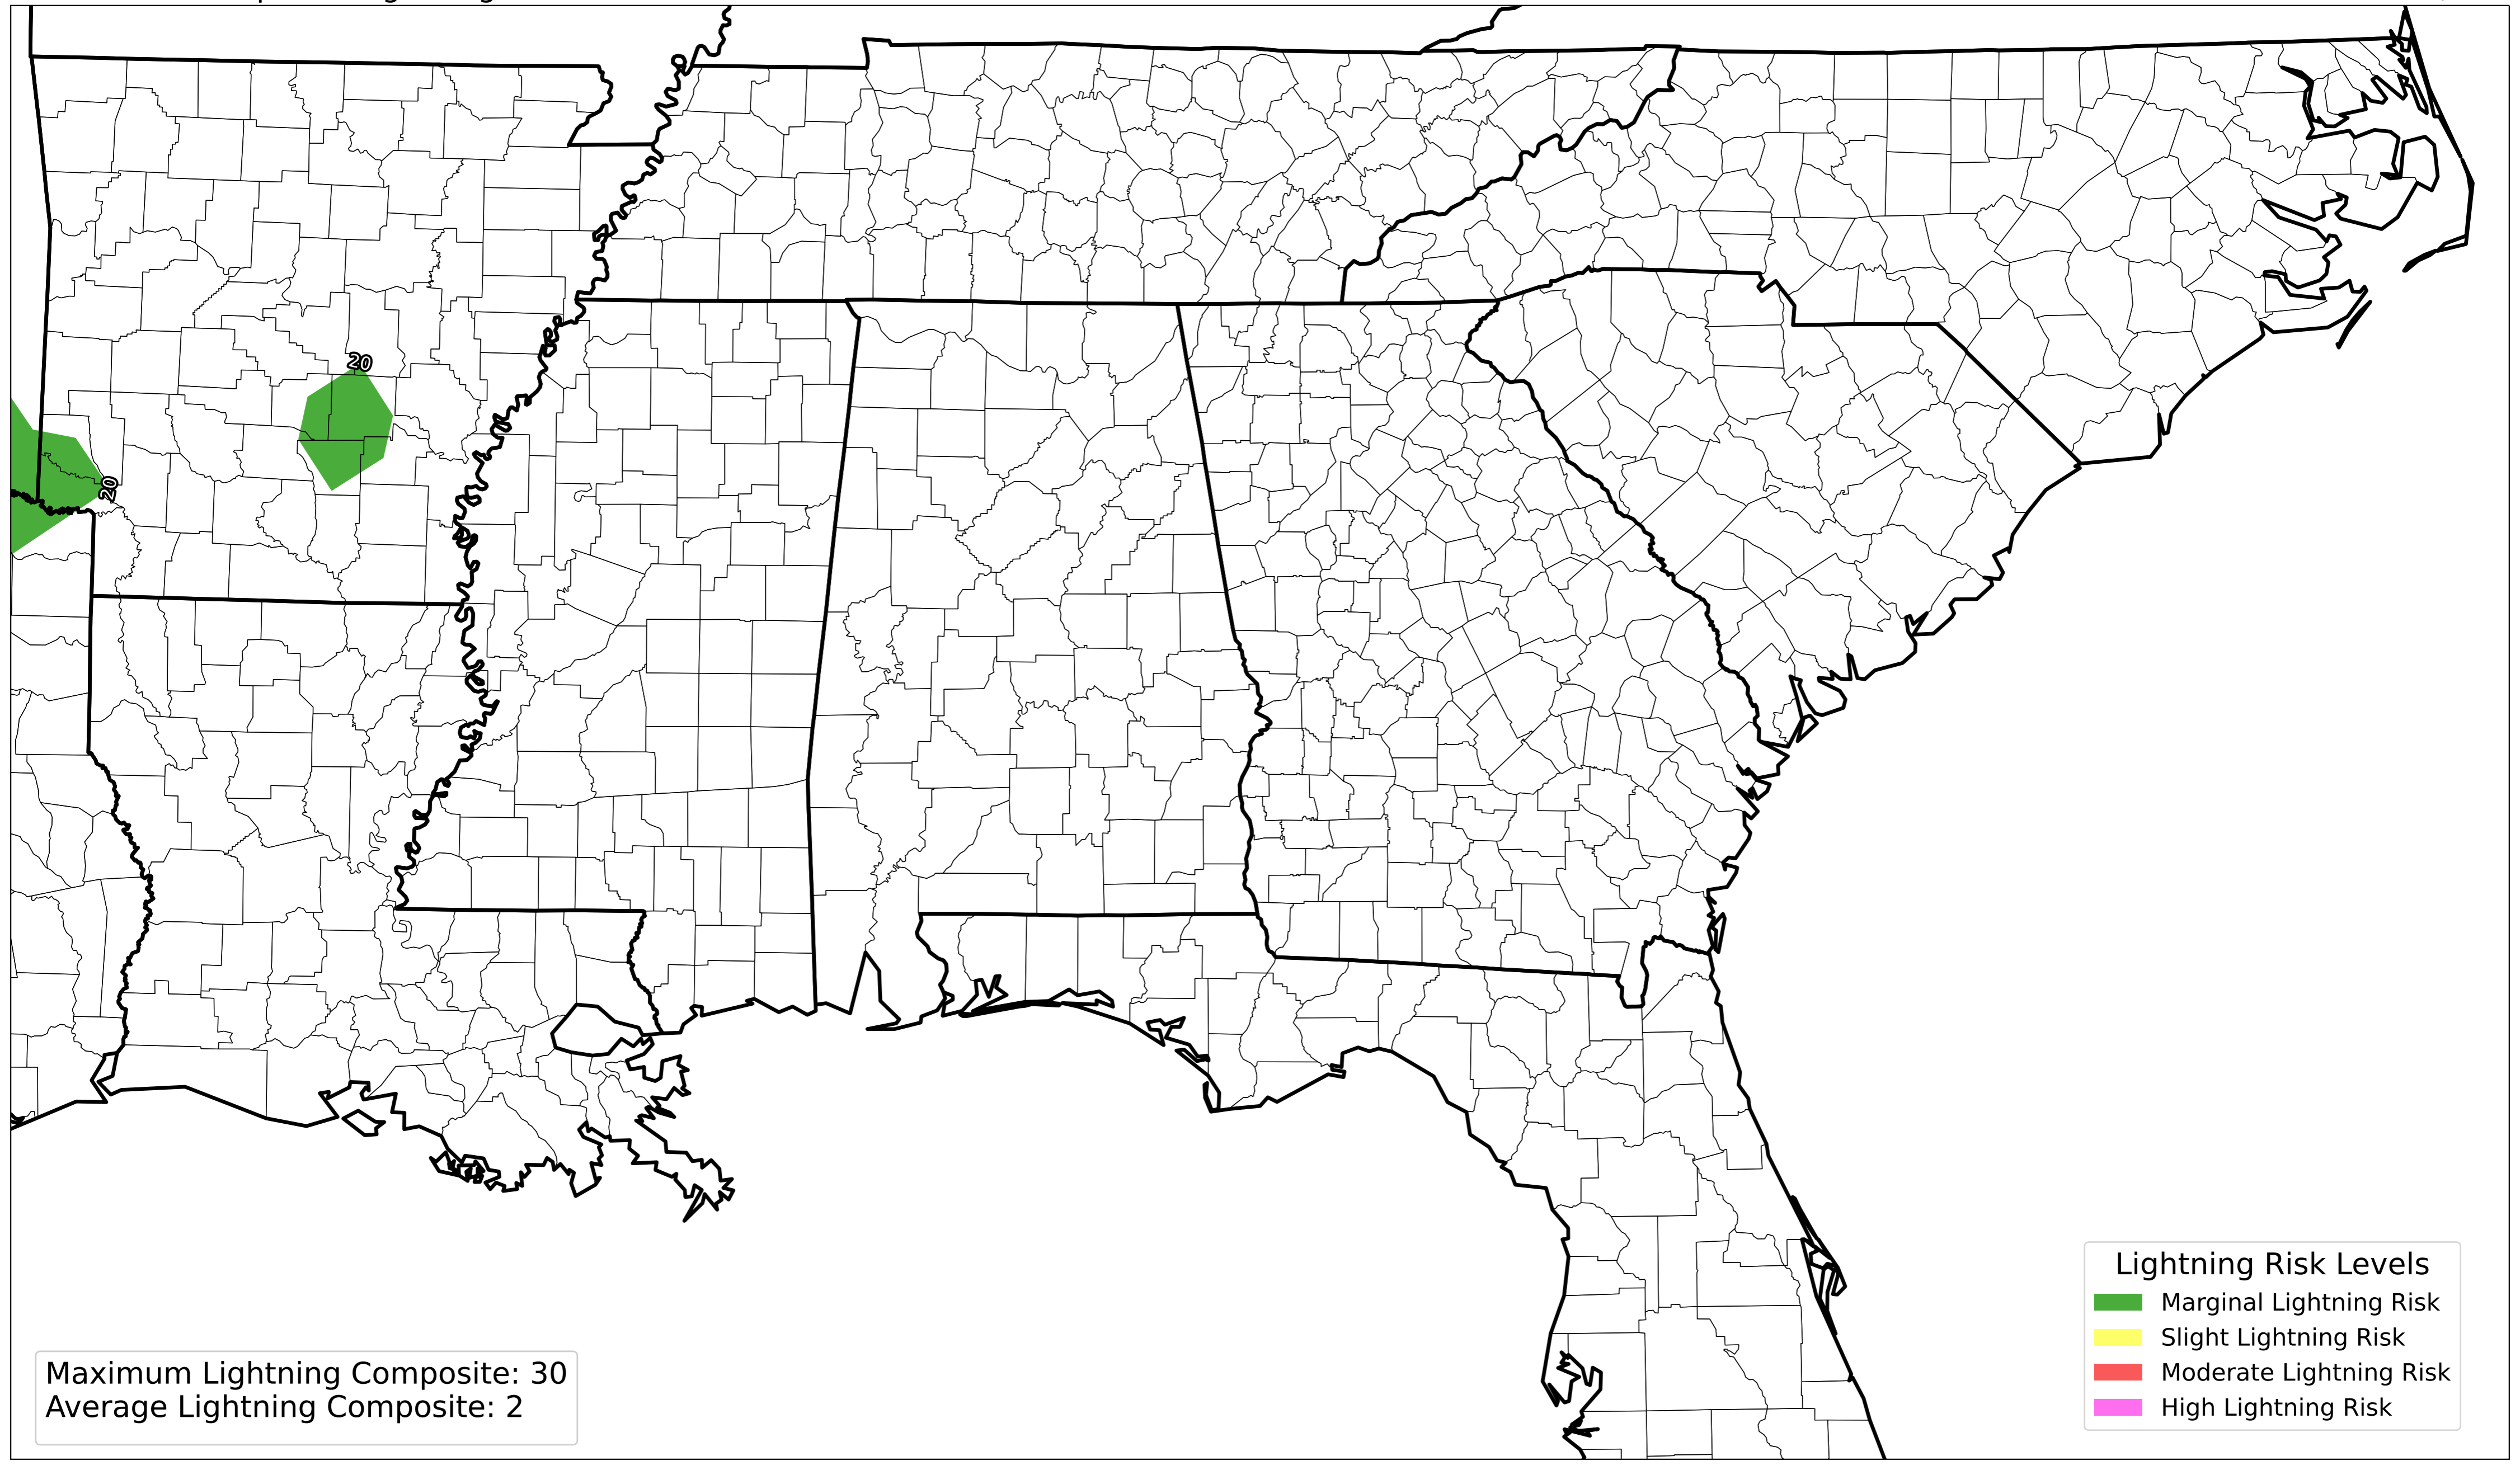 20
20
Lightning Risk Levels
Marginal Lightning Risk
Slight Lightning Risk
Moderate Lightning Risk
High Lightning Risk
Maximum Lightning Composite: 30
Average Lightning Composite: 2